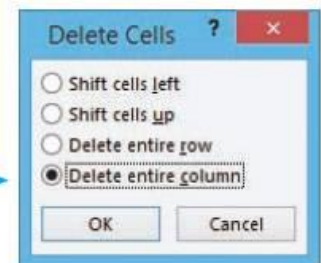 Delete Cells ?
Shift cells left
Shift cells up
Delete entire row
Delete entire column
OK Cancel